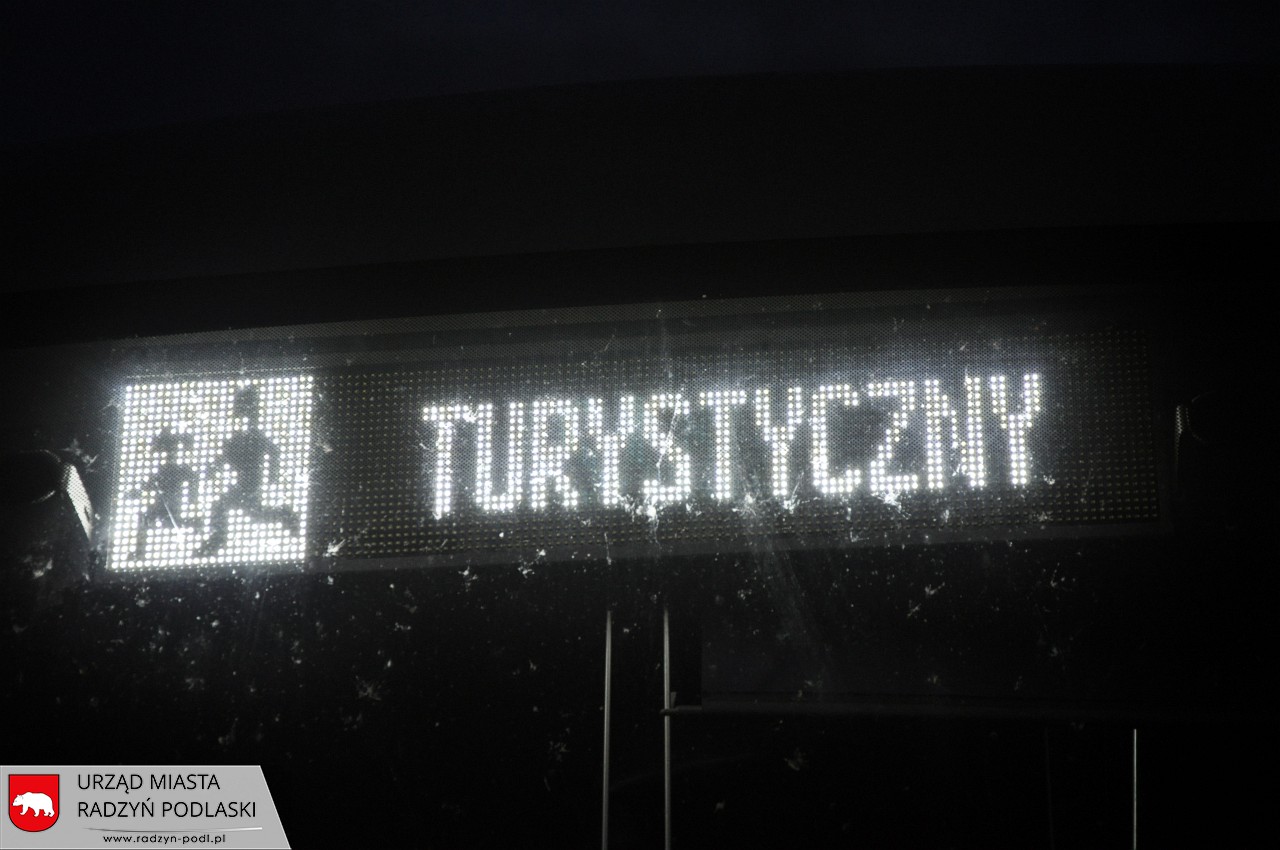 TURYSTYCZNY
URZĄD MIASTA
RADZYŃ PODLASKI
www.radzyn-podl.pl